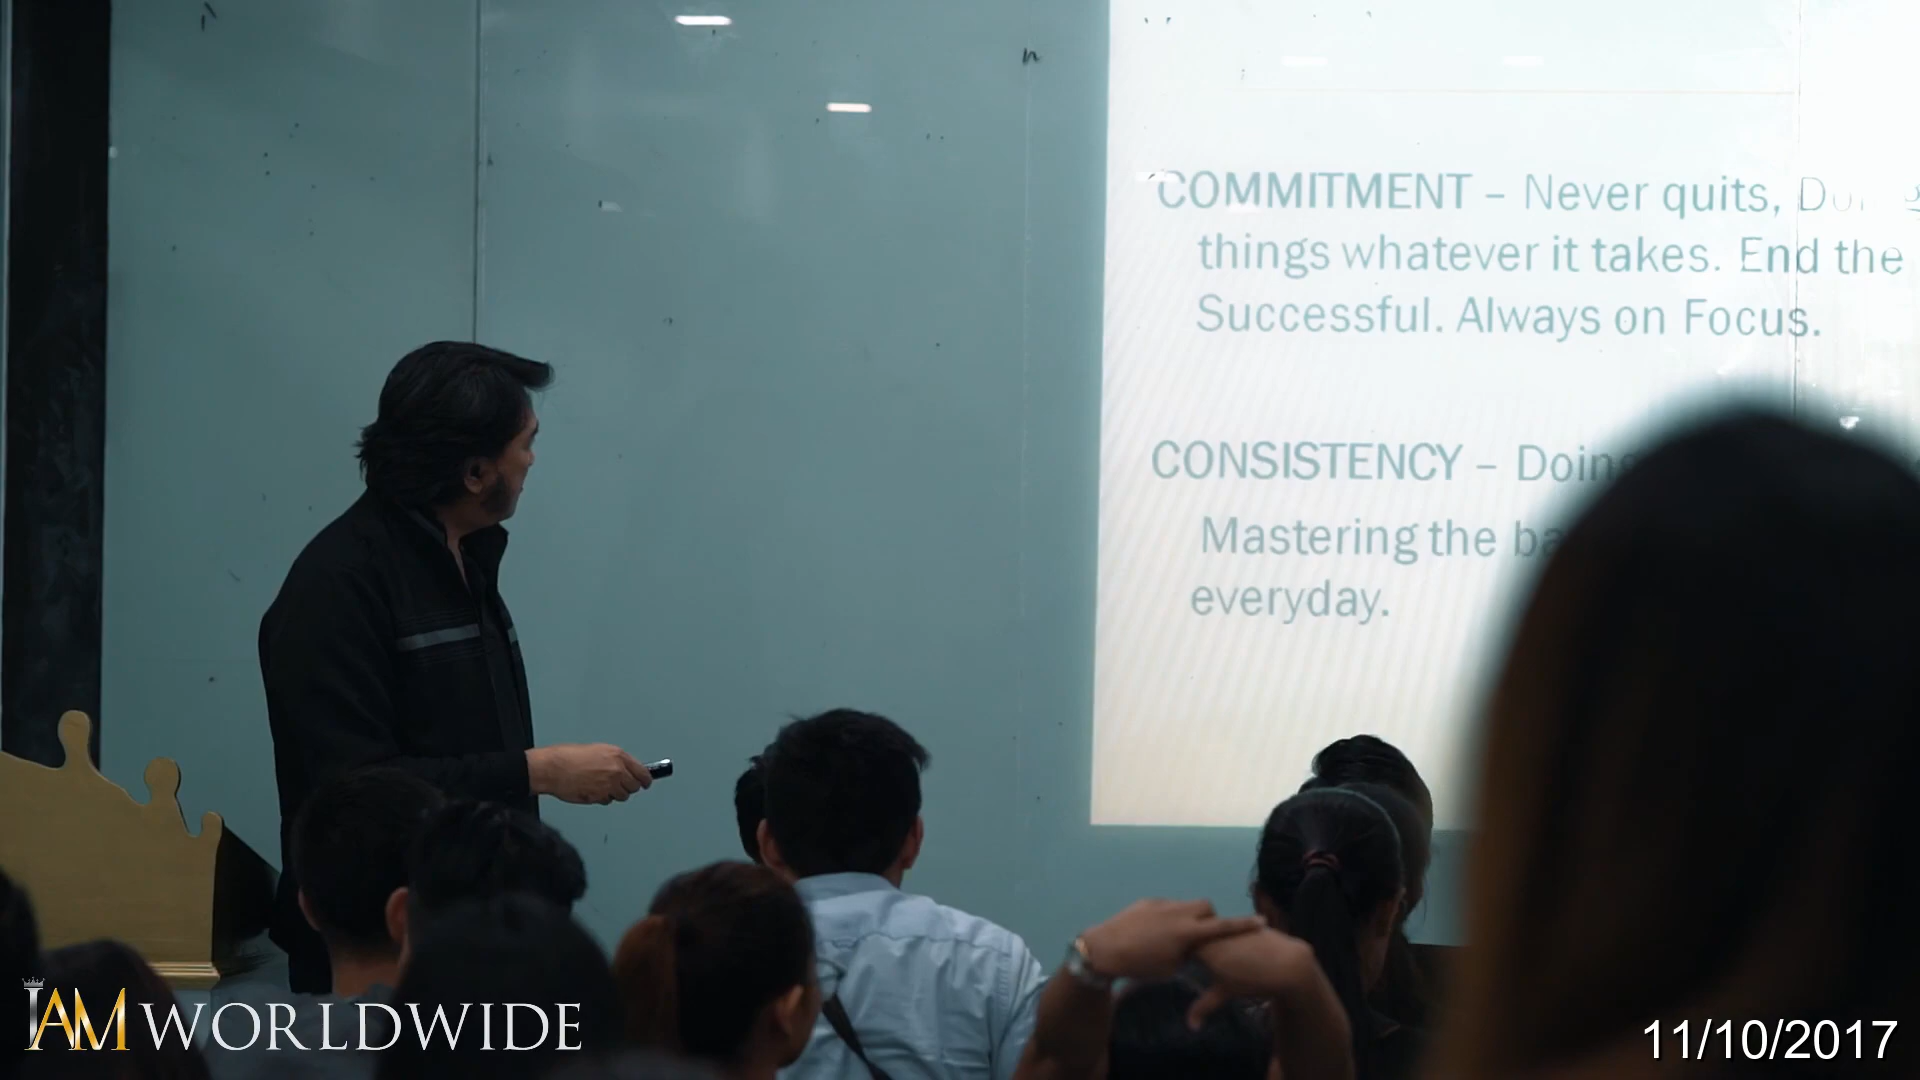 COMMITMENT – Never quits,
things whatever it takes. End the
Successful. Always on Focus.
CONSISTENCY –
Mastering the
everyday.
IAM WORLDWIDE
11/10/2017